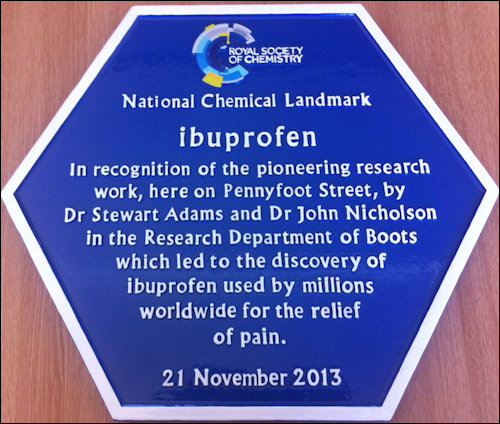 ROYAL SOCIETY
OF CHEMISTRY
National Chemical Landmark
ibuprofen
In recognition of the pioneering research
work, here on Pennyfoot Street, by
Dr Stewart Adams and Dr John Nicholson
in the Research Department of Boots
which led to the discovery of
ibuprofen used by millions
worldwide for the relief
of pain.
21 November 2013